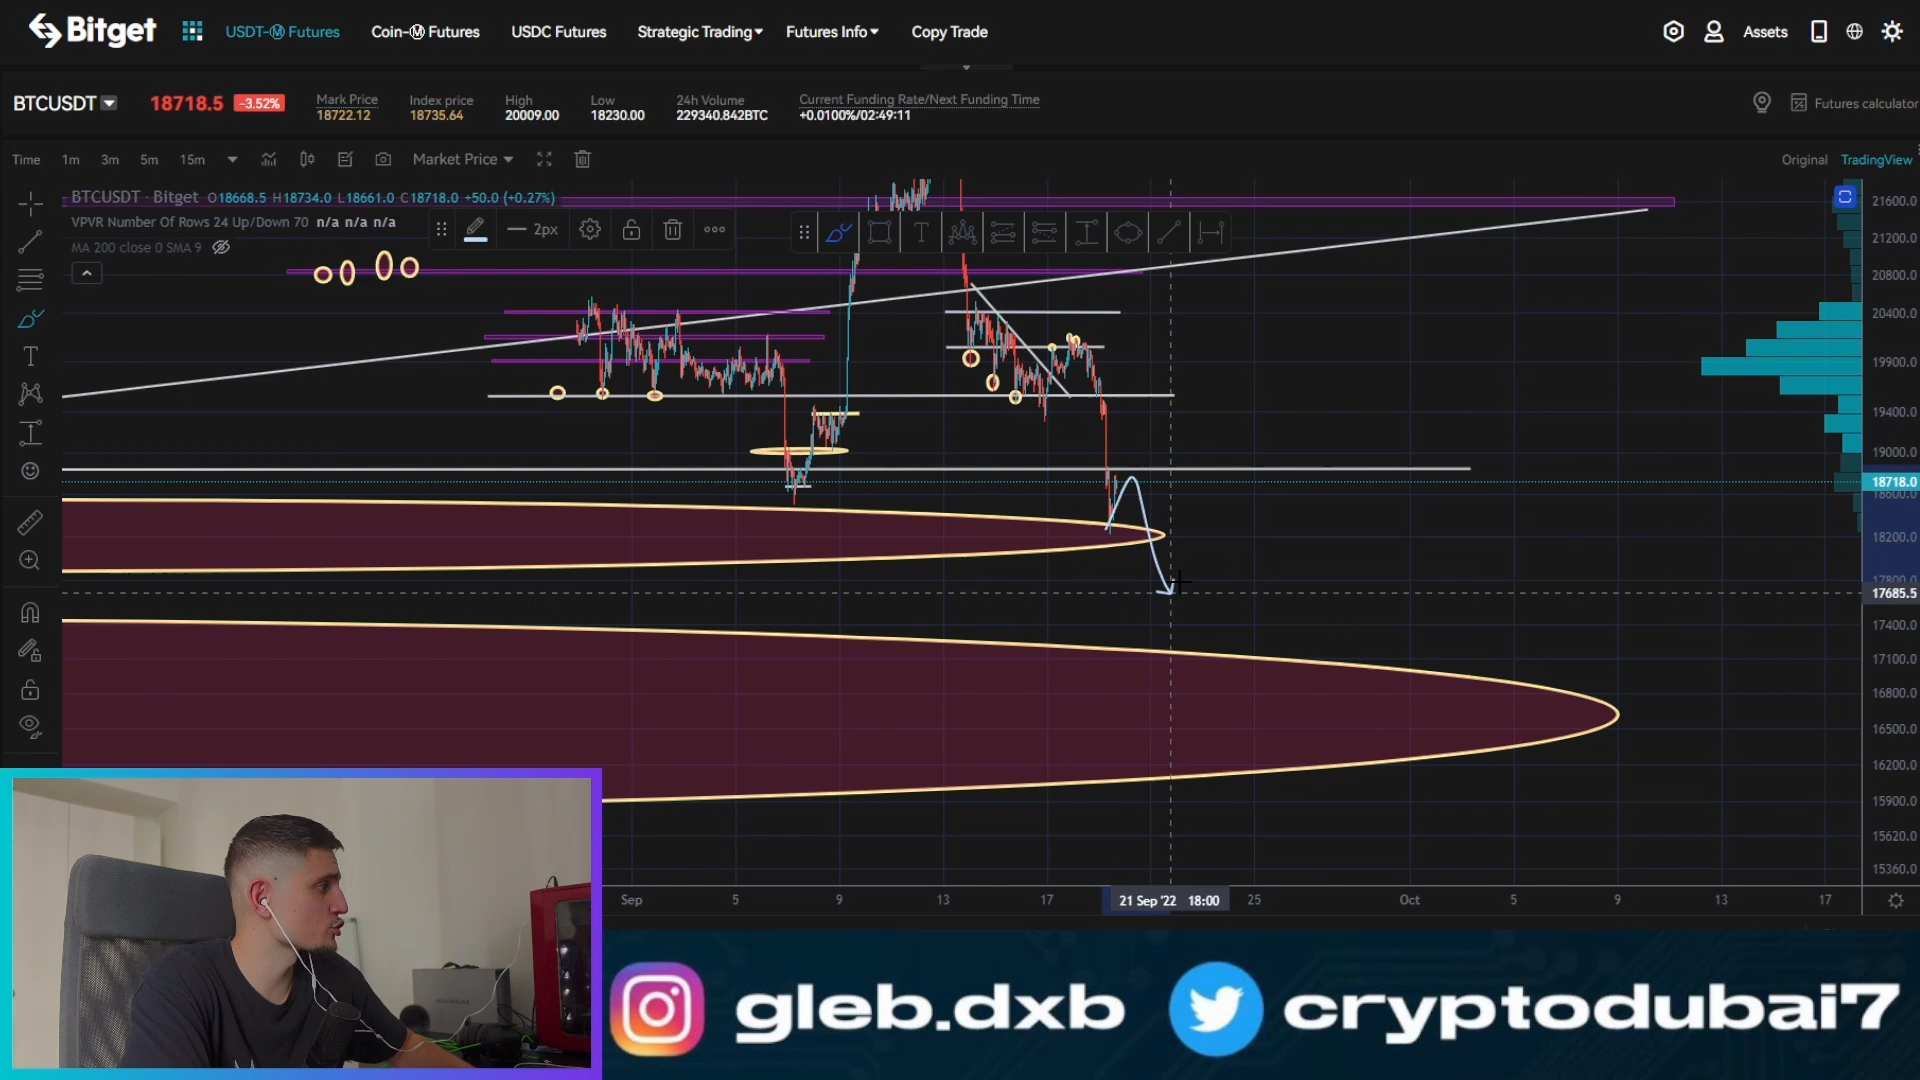 Bitget USDT-Ⓜ Futures Coin-Ⓜ Futures USDC Futures Strategic Trading Futures Info Copy Trade Assets
BTCUSDT 18718.5 -3.52%
Mark Price
18722.12
Index price
18735.64
High
20009.00
Low
18230.00
24h Volume
229340.842BTC
Current Funding Rate/Next Funding Time
+0.0100%/02:49:11
Futures calculator
Time 1m 3m 5m 15m Market Price Original TradingView
BTCUSDT · Bitget O18668.5 H18734.0 L18661.0 C18718.0 +50.0 (+0.27%)
VPVR Number Of Rows 24 Up/Down 70 n/a n/a n/a
2px
MA 200 close 0 SMA 9
21600.0
21200.0
20800.0
20400.0
19900.0
19400.0
19000.0
18718.0
18600.0
18200.0
17800.0
17685.5
17400.0
17100.0
16800.0
16500.0
16200.0
15900.0
15620.0
15360.0
Sep 5 9 13 17 21 Sep '22 18:00 25 Oct 5 9 13 17
gleb.dxb cryptodubai7